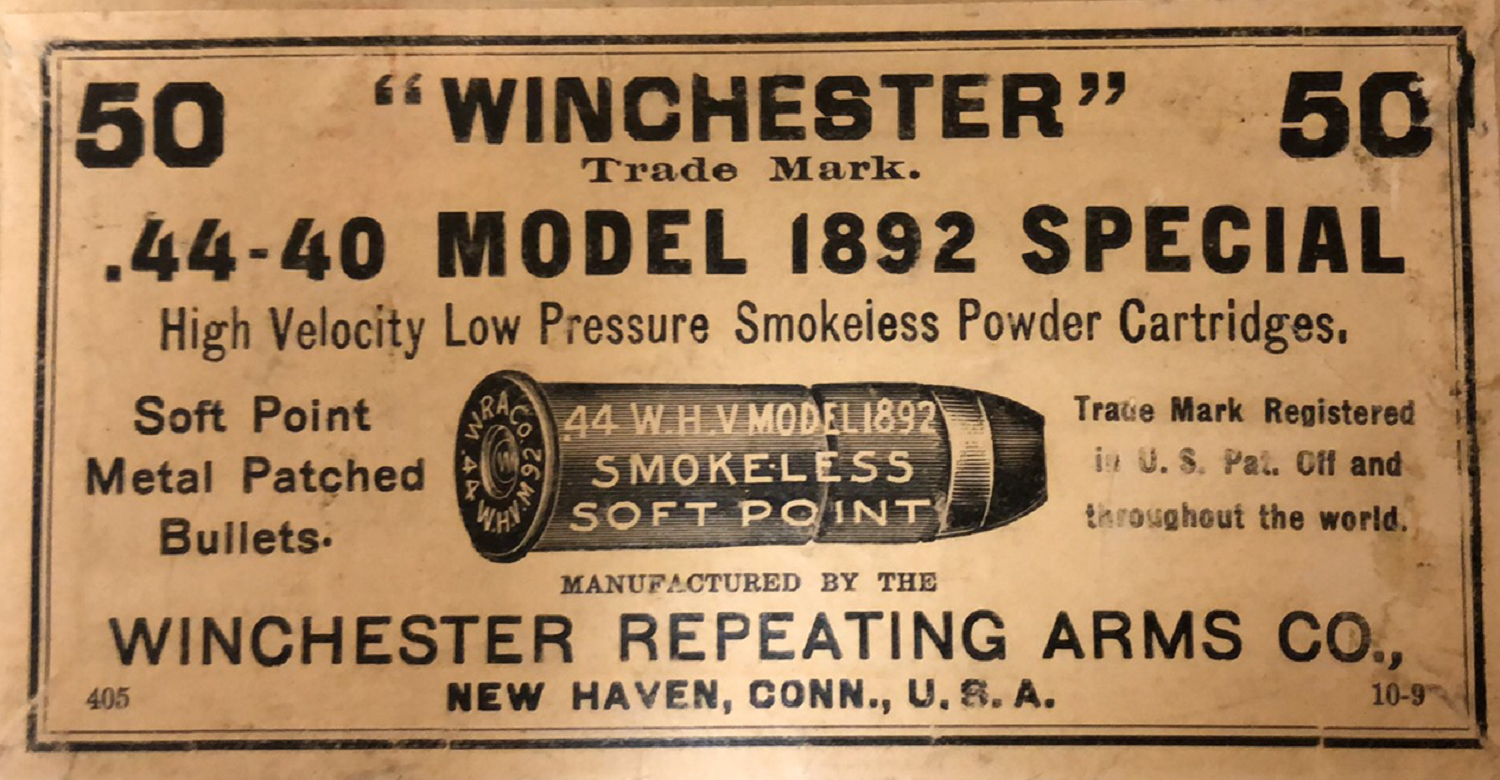 50 “WINCHESTER” 50
Trade Mark.
.44-40 MODEL 1892 SPECIAL
High Velocity Low Pressure Smokeless Powder Cartridges.
Soft Point
Metal Patched
Bullets.
W.R.A.Co.
.44 W.H.V. M 92
W
.44 W.H.V MODEL 1892
SMOKELESS
SOFT POINT
Trade Mark Registered
in U. S. Pat. Off and
throughout the world.
MANUFACTURED BY THE
WINCHESTER REPEATING ARMS CO.,
NEW HAVEN, CONN., U. S. A.
405
10-9